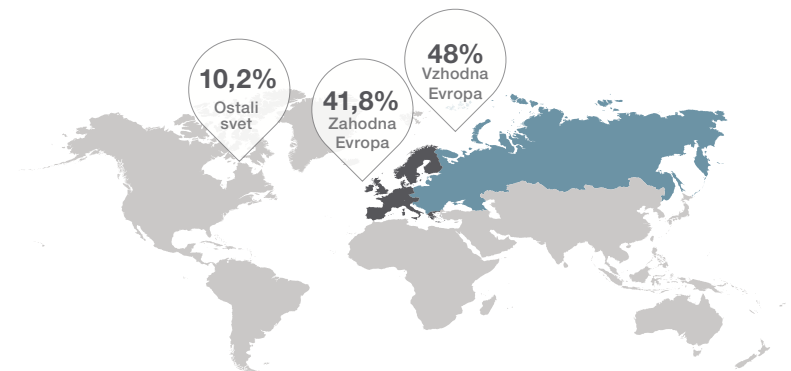 10,2%
Ostali
svet
41,8%
Zahodna
Evropa
48%
Vzhodna
Evropa